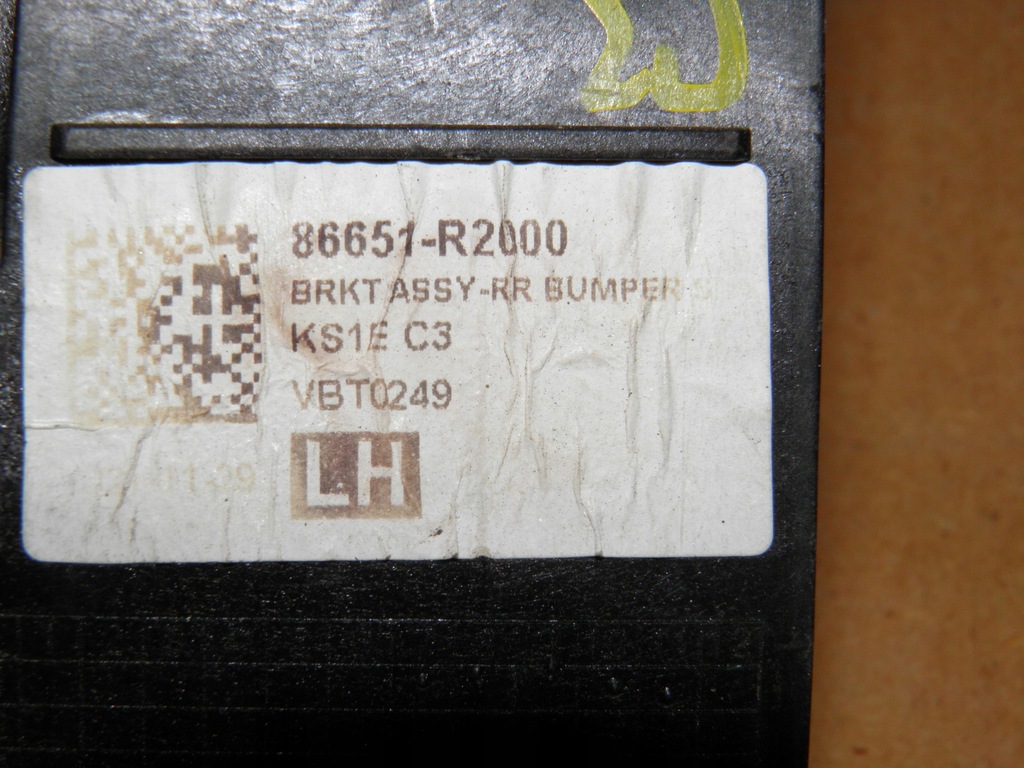 86651-R2000
BRKT ASSY-RR BUMPER
KS1E C3
VBT0249
LH